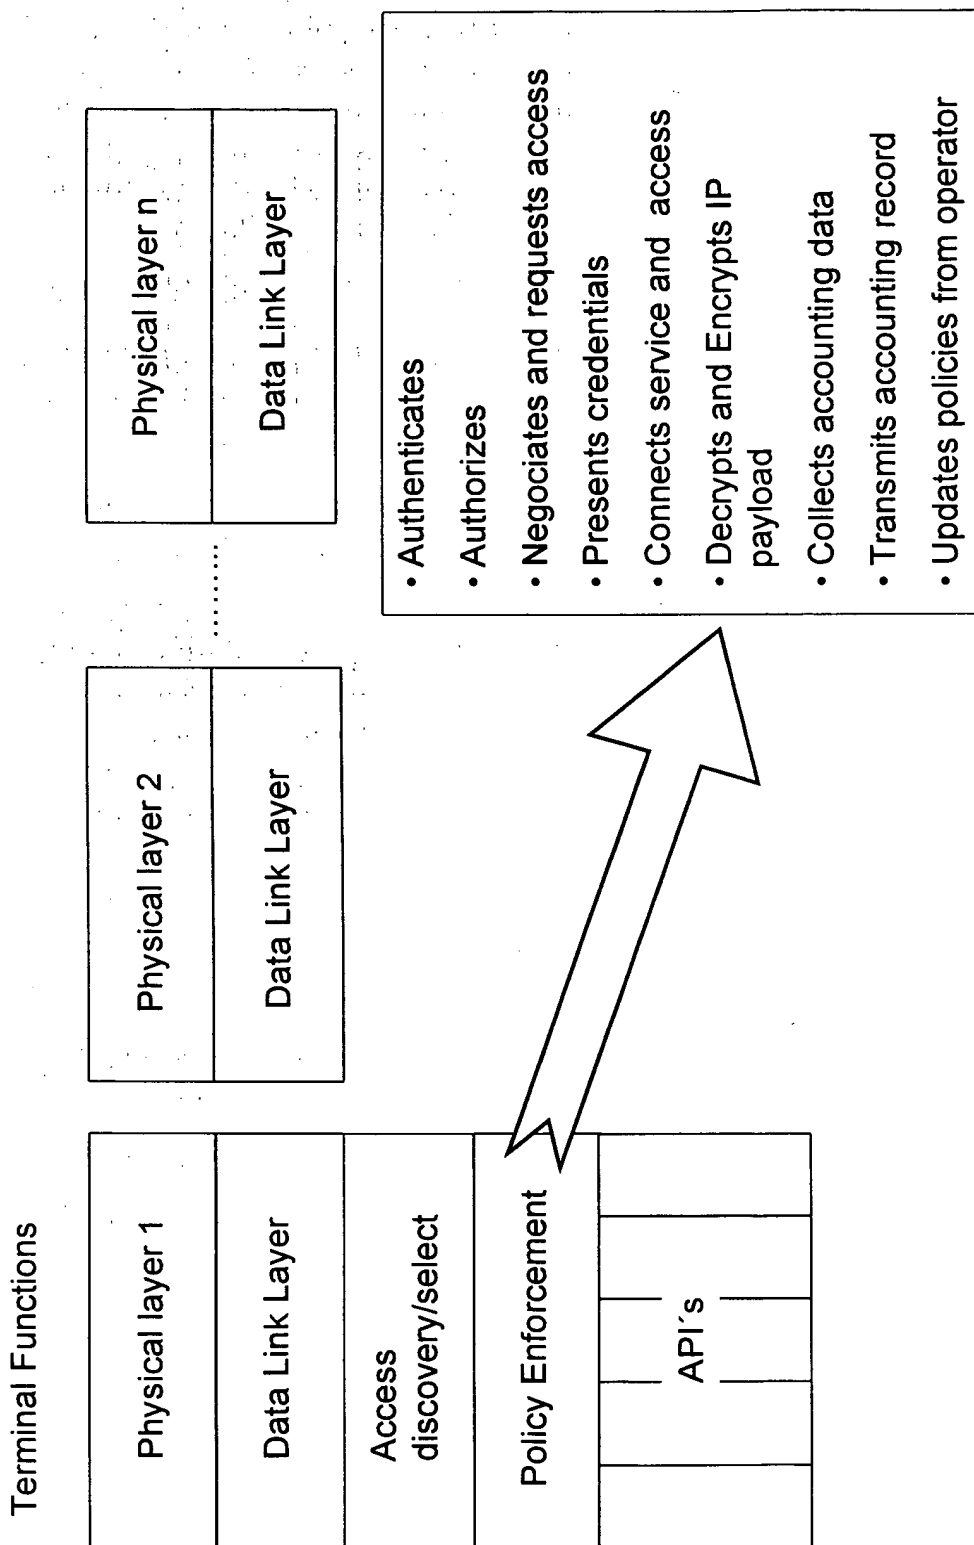 Terminal Functions
Physical layer 1
Data Link Layer
Access
discovery/select
Policy Enforcement
API´s
Physical layer 2
Data Link Layer
........
Physical layer n
Data Link Layer
• Authenticates
• Authorizes
• Negociates and requests access
• Presents credentials
• Connects service and access
• Decrypts and Encrypts IP
payload
• Collects accounting data
• Transmits accounting record
• Updates policies from operator